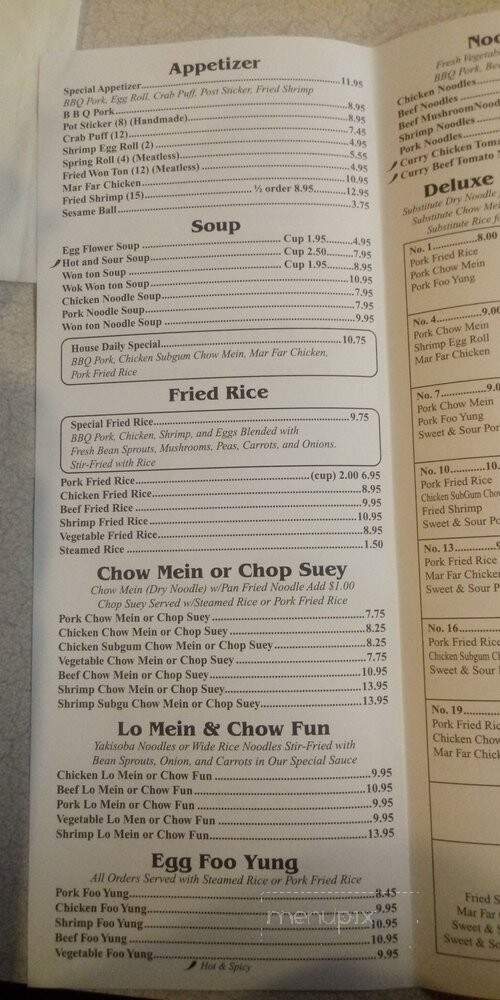 Appetizer
Special Appetizer 11.95
BBQ Pork, Egg Roll, Crab Puff, Post Sticker, Fried Shrimp
B B Q Pork 8.95
Pot Sticker (8) (Handmade) 8.95
Crab Puff (12) 7.45
Shrimp Egg Roll (2) 4.95
Spring Roll (4) (Meatless) 5.55
Fried Won Ton (12) (Meatless) 4.95
Mar Far Chicken 10.95
Fried Shrimp (15) ½ order 8.95 12.95
Sesame Ball 3.75
Soup
Egg Flower Soup Cup 1.95 4.95
Hot and Sour Soup Cup 2.50 7.95
Won ton Soup Cup 1.95 8.95
Wok Won ton Soup 10.95
Chicken Noodle Soup 7.95
Pork Noodle Soup 7.95
Won ton Noodle Soup 9.95
House Daily Special 10.75
BBQ Pork, Chicken Subgum Chow Mein, Mar Far Chicken,
Pork Fried Rice
Fried Rice
Special Fried Rice 9.75
BBQ Pork, Chicken, Shrimp, and Eggs Blended with
Fresh Bean Sprouts, Mushrooms, Peas, Carrots, and Onions.
Stir-Fried with Rice
Pork Fried Rice (cup) 2.00 6.95
Chicken Fried Rice 8.95
Beef Fried Rice 9.95
Shrimp Fried Rice 10.95
Vegetable Fried Rice 8.95
Steamed Rice 1.50
Chow Mein or Chop Suey
Chow Mein (Dry Noodle) w/Pan Fried Noodle Add $1.00
Chop Suey Served w/Steamed Rice or Pork Fried Rice
Pork Chow Mein or Chop Suey 7.75
Chicken Chow Mein or Chop Suey 8.25
Chicken Subgum Chow Mein or Chop Suey 8.25
Vegetable Chow Mein or Chop Suey 7.75
Beef Chow Mein or Chop Suey 10.95
Shrimp Chow Mein or Chop Suey 13.95
Shrimp Subgu Chow Mein or Chop Suey 13.95
Lo Mein & Chow Fun
Yakisoba Noodles or Wide Rice Noodles Stir-Fried with
Bean Sprouts, Onion, and Carrots in Our Special Sauce
Chicken Lo Mein or Chow Fun 9.95
Beef Lo Mein or Chow Fun 10.95
Pork Lo Mein or Chow Fun 9.95
Vegetable Lo Men or Chow Fun 9.95
Shrimp Lo Mein or Chow Fun 13.95
Egg Foo Yung
All Orders Served with Steamed Rice or Pork Fried Rice
Pork Foo Yung 8.45
Chicken Foo Yung 9.95
Shrimp Foo Yung 10.95
Beef Foo Yung 10.95
Vegetable Foo Yung 9.95
Hot & Spicy
menupix
Fresh
BBQ Pork,
Chicken Noodles
Beef Noodles
Beef Mushroom
Shrimp Noodles
Pork Noodles
Curry Chicken
Curry Beef Tomato
Deluxe
Substitute Dry Noodle
Substitute Chow
Substitute Rice
No. 1 8.00
Pork Fried Rice
Pork Chow Mein
Pork Foo Yung
No. 4
Pork Chow Mein
Shrimp Egg Roll
Mar Far Chicken
No. 7
Pork Chow Mein
Pork Foo Yung
Sweet & Sour
No. 10
Pork Fried Rice
Chicken SubGum
Fried Shrimp
Sweet & Sour
No. 13
Pork Fried Rice
Mar Far Chicken
Sweet & Sour
No. 16
Pork Fried
Chicken Subgum
Sweet & Sour
No. 19
Pork Fried
Chicken
Mar Far
Fried
Mar Far
Sweet &
Sweet &